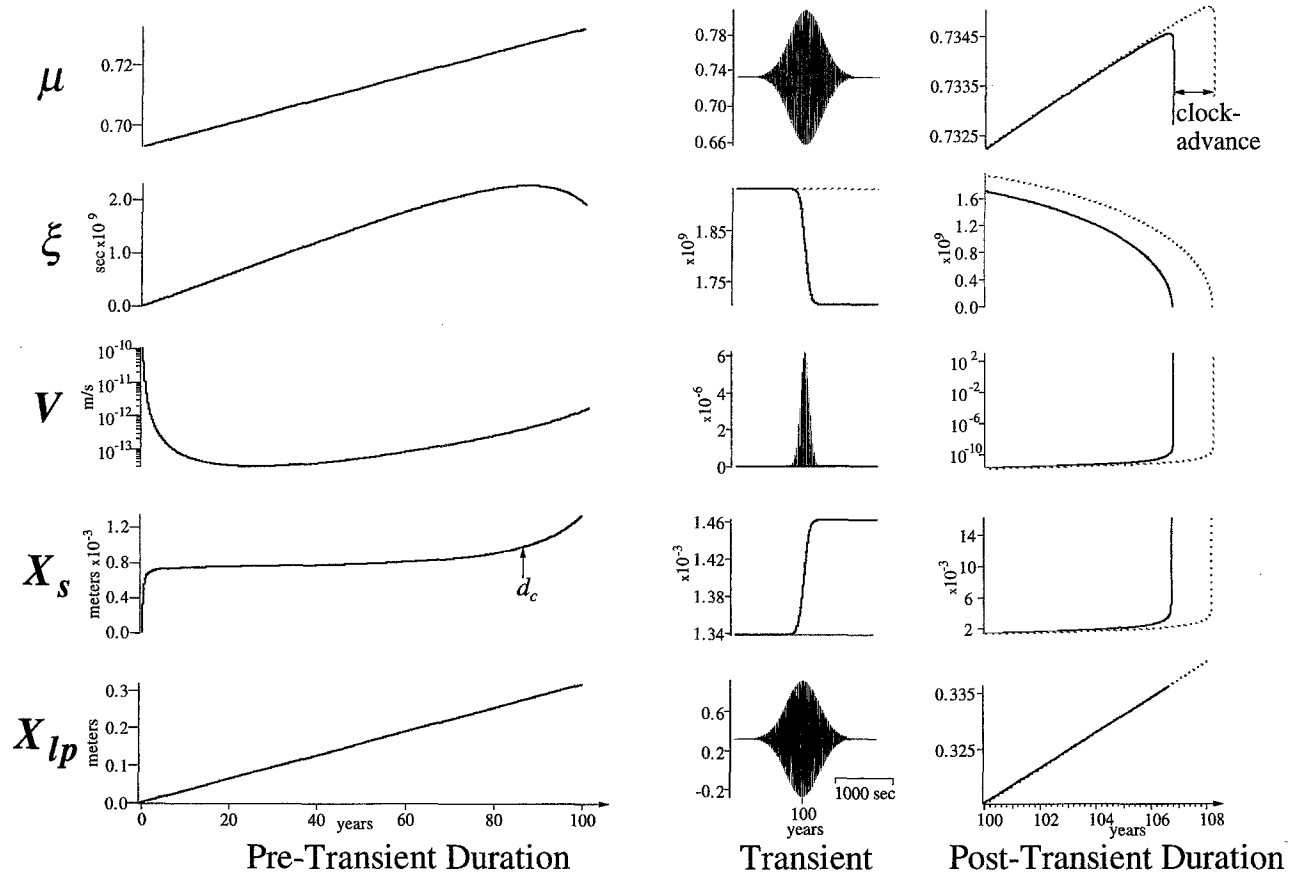 μ
0.72
0.70
0.78
0.74
0.70
0.66
0.7345
0.7335
0.7325
clock-
advance
ξ
sec x10⁹
2.0
1.0
0.0
x10⁹
1.85
1.75
x10⁹
1.6
1.2
0.8
0.4
0.0
V
m/s
10⁻¹⁰
10⁻¹¹
10⁻¹²
10⁻¹³
x10⁻⁶
6
4
2
0
10²
10⁻²
10⁻⁶
10⁻¹⁰
Xₛ
meters x10⁻³
1.2
0.8
0.4
0.0
d_c
x10⁻³
1.46
1.42
1.38
1.34
x10⁻³
14
10
6
2
X_lp
meters
0.3
0.2
0.1
0.0
0 20 40 60 80 100
years
0.6
0.2
-0.2
1000 sec
100
years
0.335
0.325
100 102 104 106 108
years
Pre-Transient Duration
Transient
Post-Transient Duration